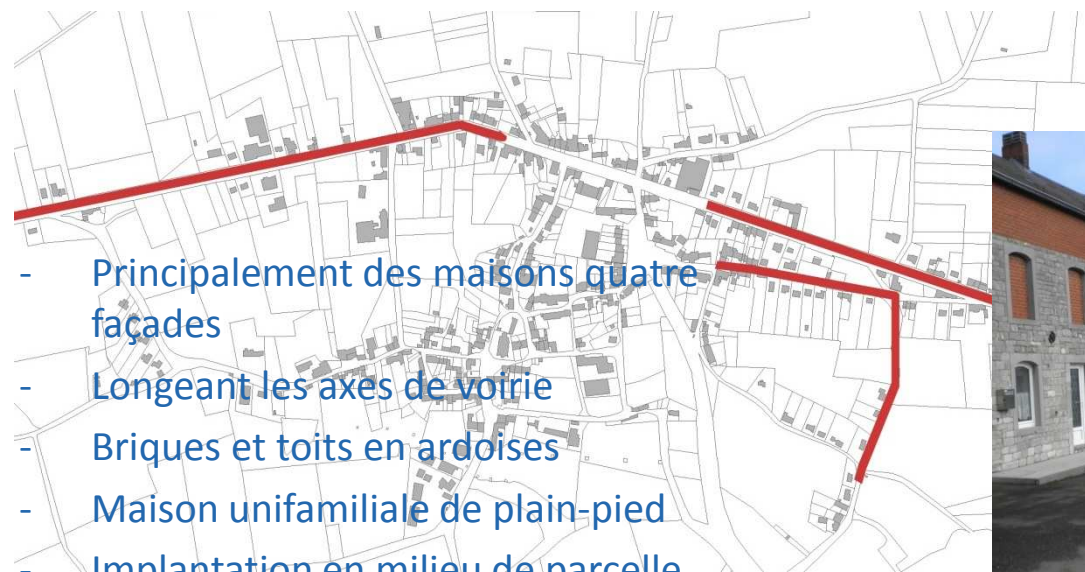 - Principalement des maisons quatre
façades
- Longeant les axes de voirie
- Briques et toits en ardoises
- Maison unifamiliale de plain-pied
- Implantation en milieu de parcelle